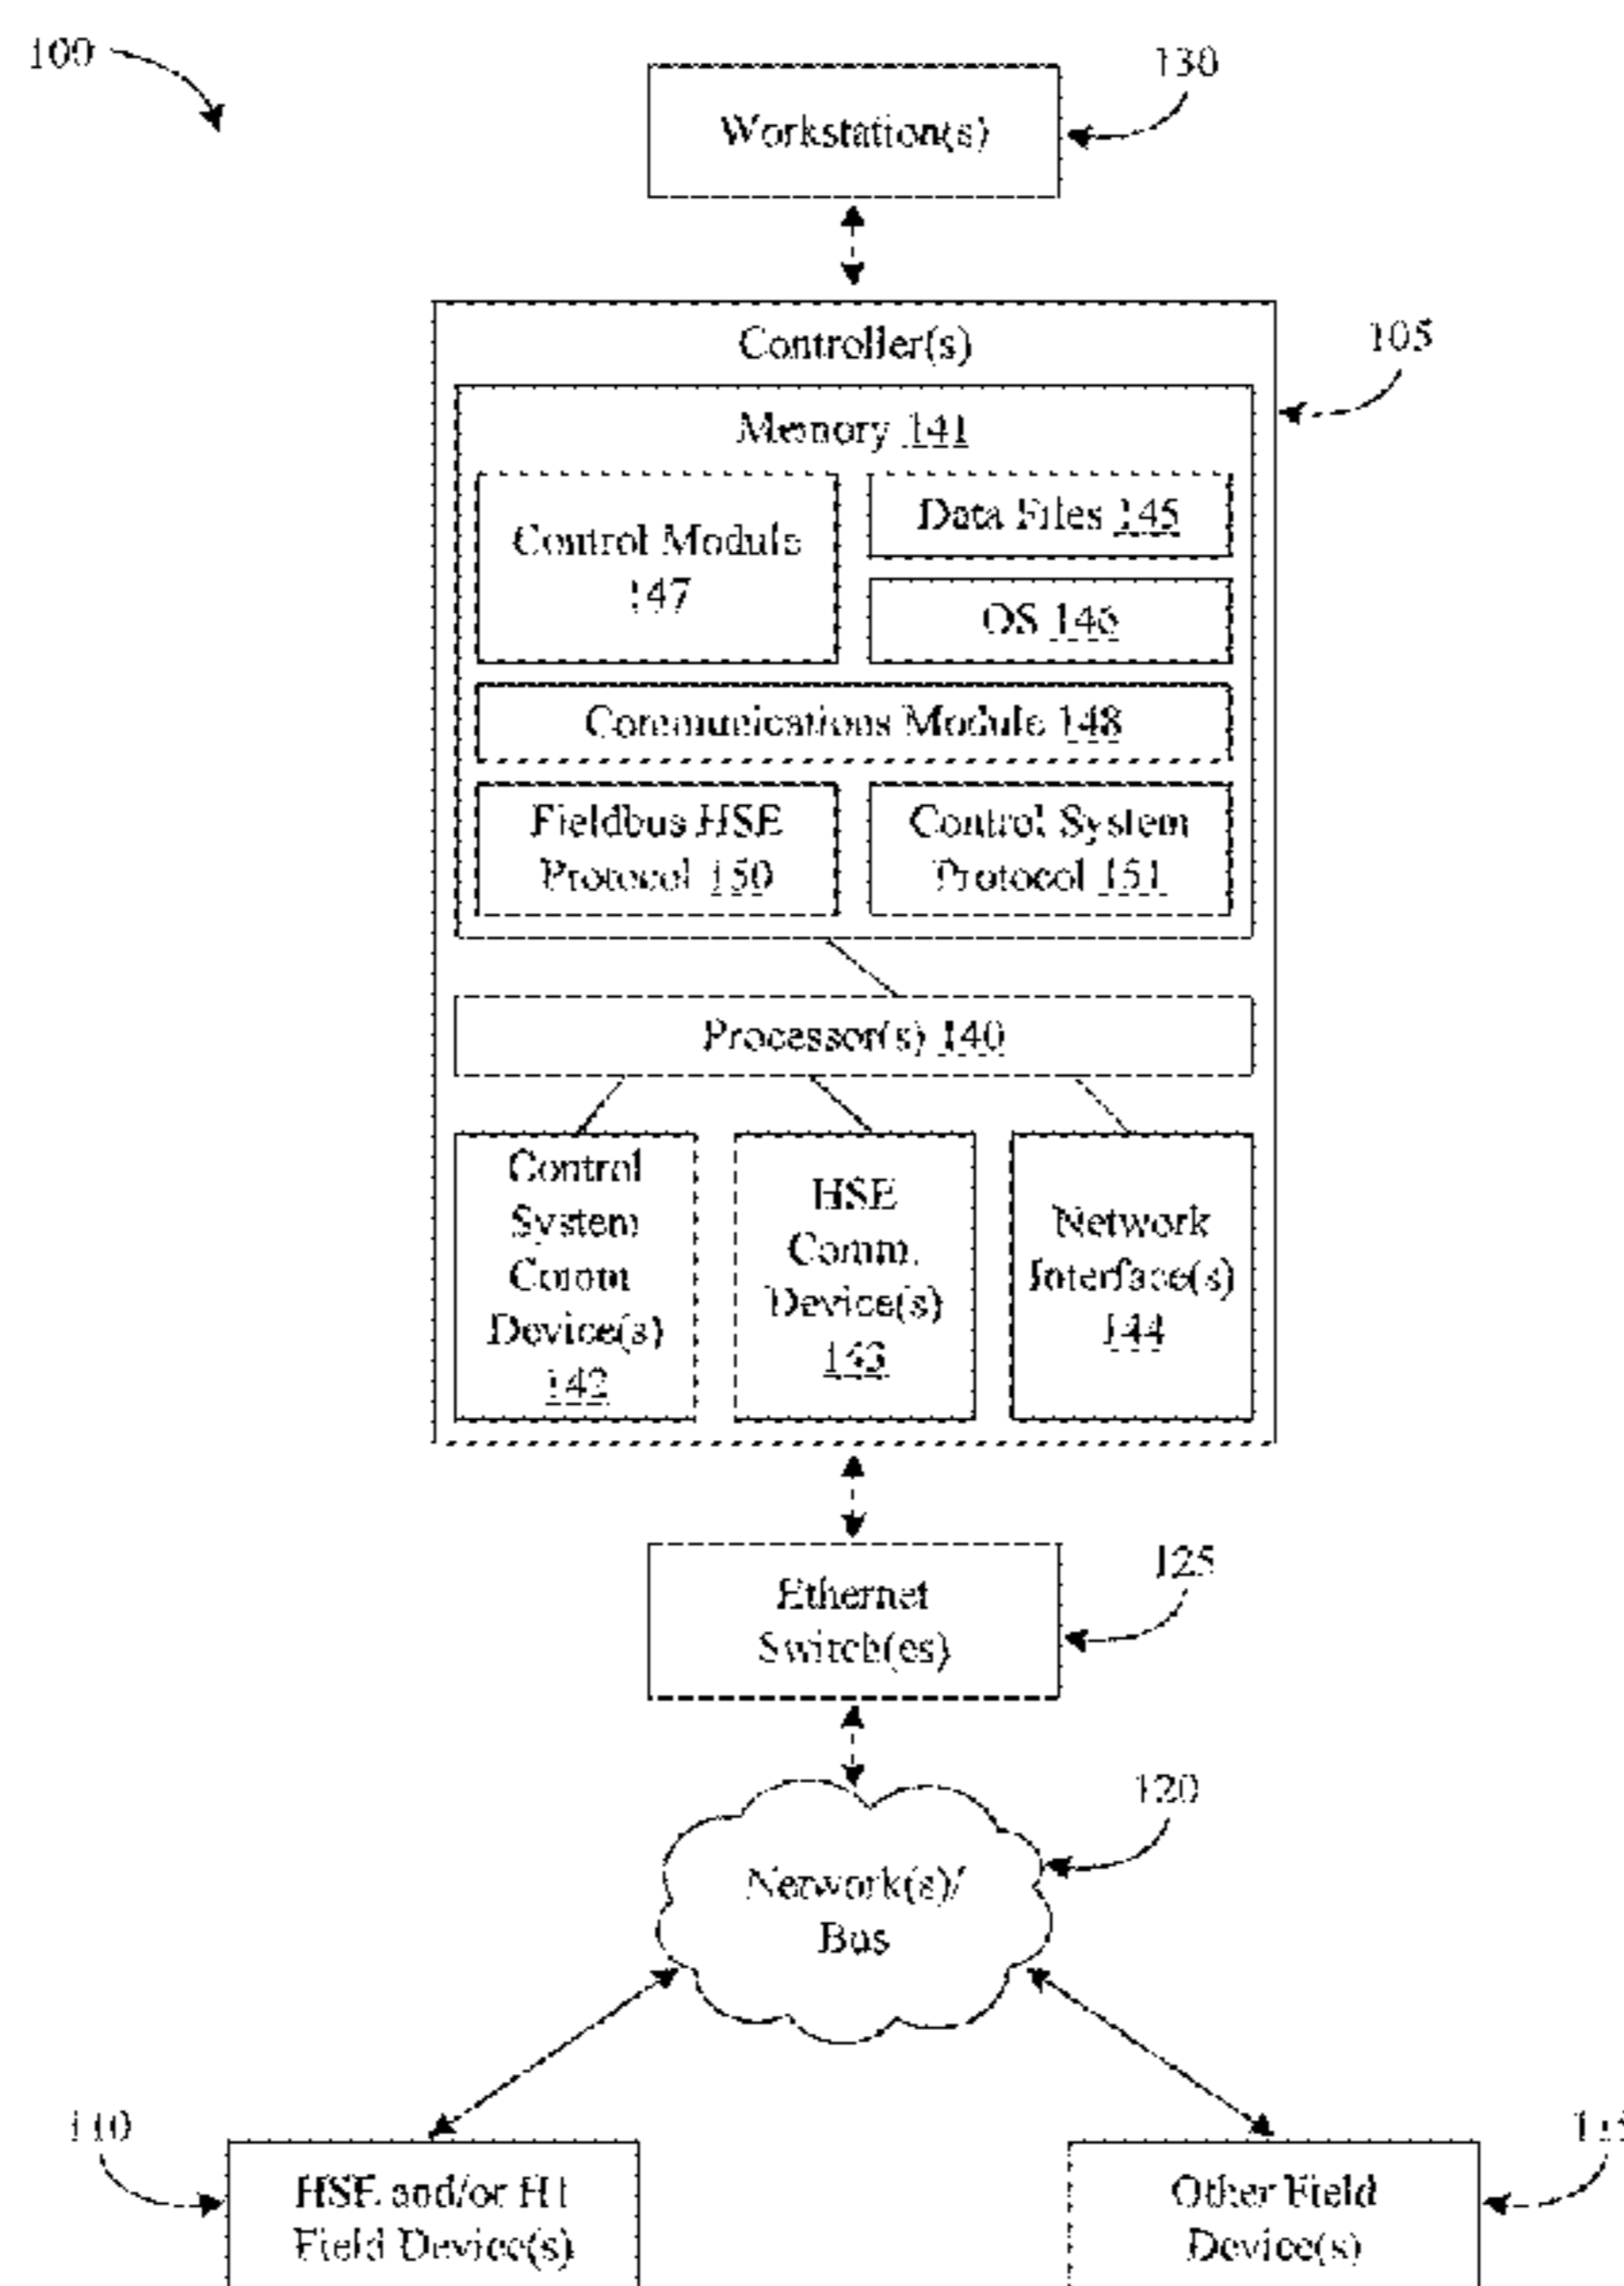 100
130
Workstation(s)
Controller(s)
105
Memory 141
Control Module
147
Data Files 145
OS 146
Communications Module 148
Fieldbus HSE
Protocol 150
Control System
Protocol 151
Processor(s) 140
Control
System
Comm
Device(s)
142
HSE
Comm.
Device(s)
143
Network
Interface(s)
144
Ethernet
Switch(es)
125
120
Network(s)/
Bus
110
HSE and/or H1
Field Device(s)
Other Field
Device(s)